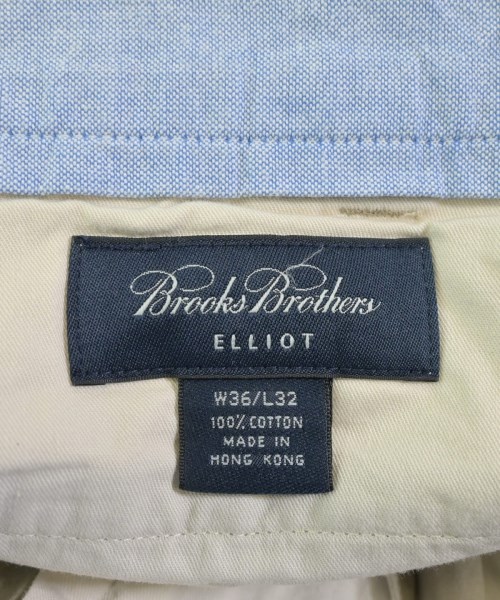 Brooks Brothers
ELLIOT
W36/L32
100% COTTON
MADE IN
HONG KONG